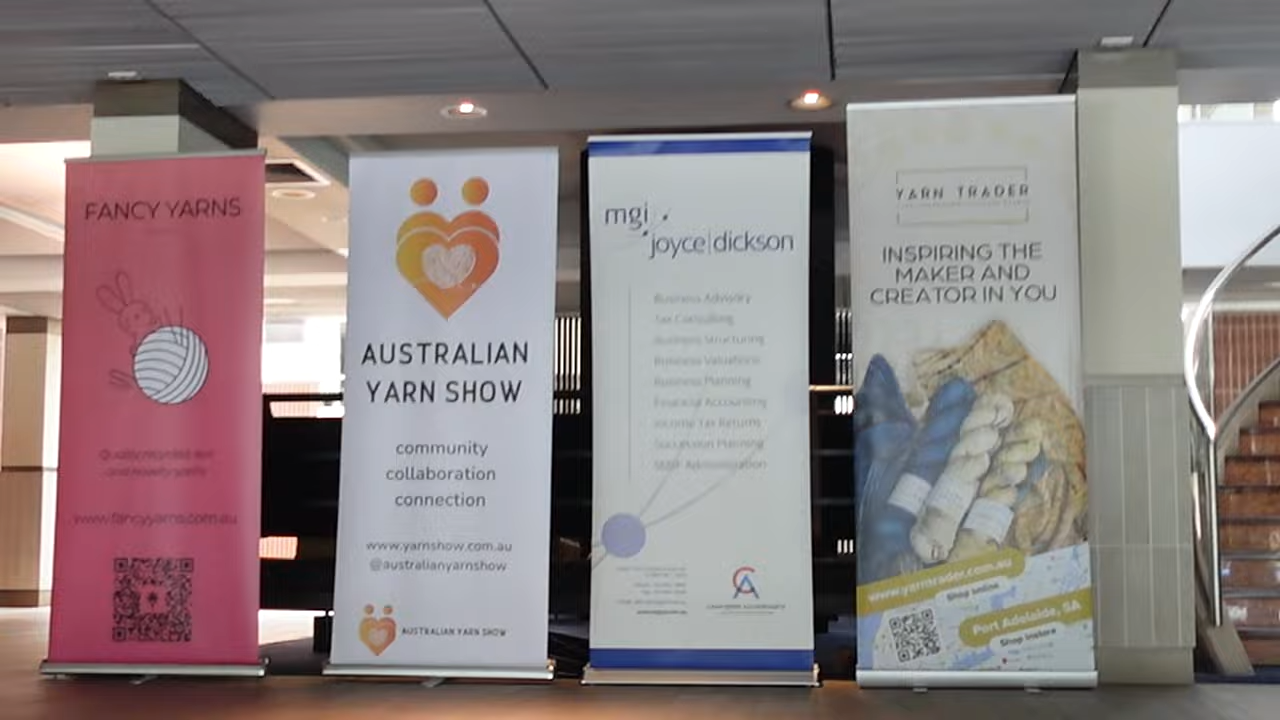 FANCY YARNS
www.fancyyarns.com.au
AUSTRALIAN
YARN SHOW
community
collaboration
connection
www.yarnshow.com.au
@australianyarnshow
AUSTRALIAN YARN SHOW
mgi
joyce|dickson
Business Advisory
Tax Consulting
Business Structuring
Business Valuations
Business Planning
Financial Accounting
Income Tax Returns
Succession Planning
SMSF Administration
CA
CHARTERED ACCOUNTANTS
YARN TRADER
INSPIRING THE
MAKER AND
CREATOR IN YOU
www.yarntrader.com.au
Shop online
Port Adelaide, SA
Shop instore